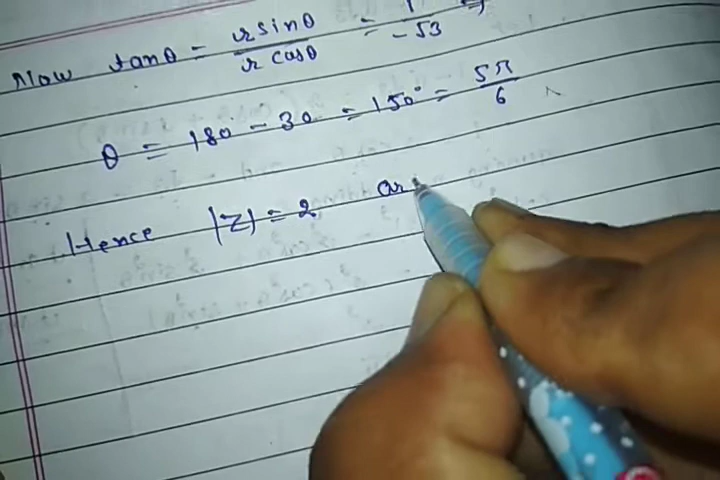 Now tanθ = r sinθ / r cosθ = 1 / -√3
θ = 180° - 30 = 150° = 5π/6
Hence |Z| = 2 ar